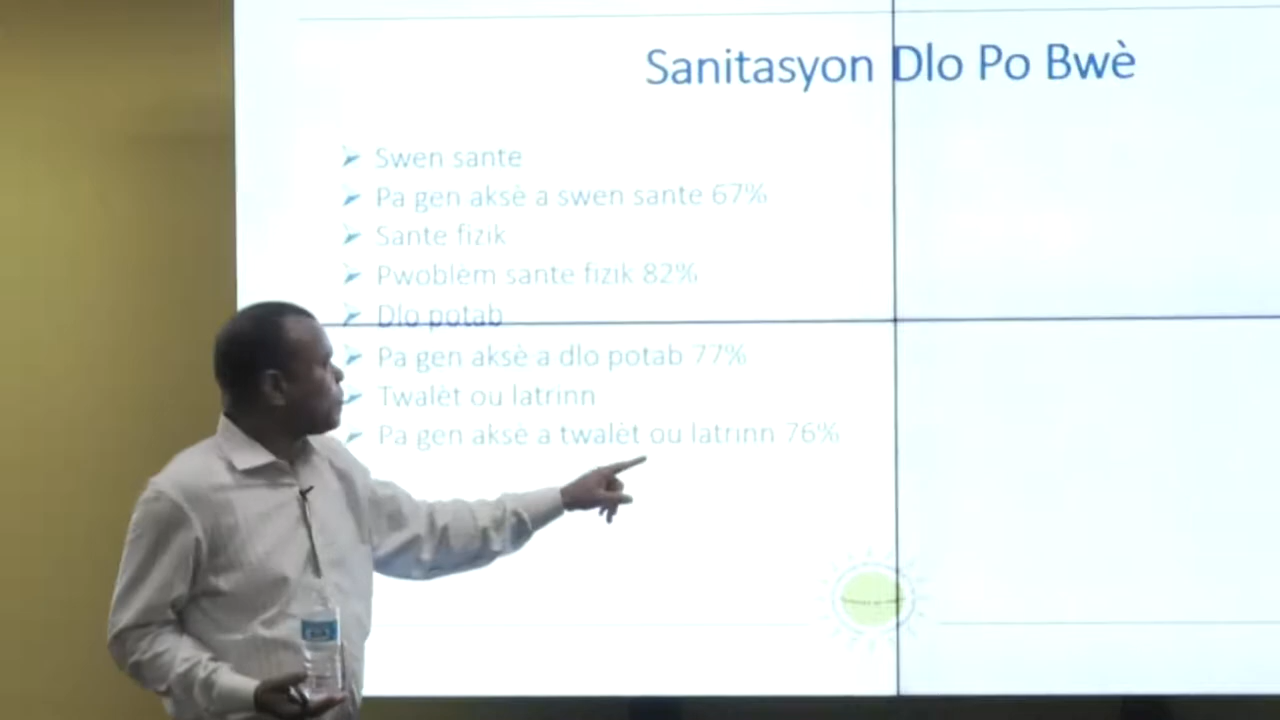 Sanitasyon Dlo Po Bwè
Swen sante
Pa gen aksè a swen sante 67%
Sante fizik
Pwoblèm sante fizik 82%
Dlo potab
Pa gen aksè a dlo potab 77%
Twalèt ou latrinn
Pa gen aksè a twalèt ou latrinn 76%